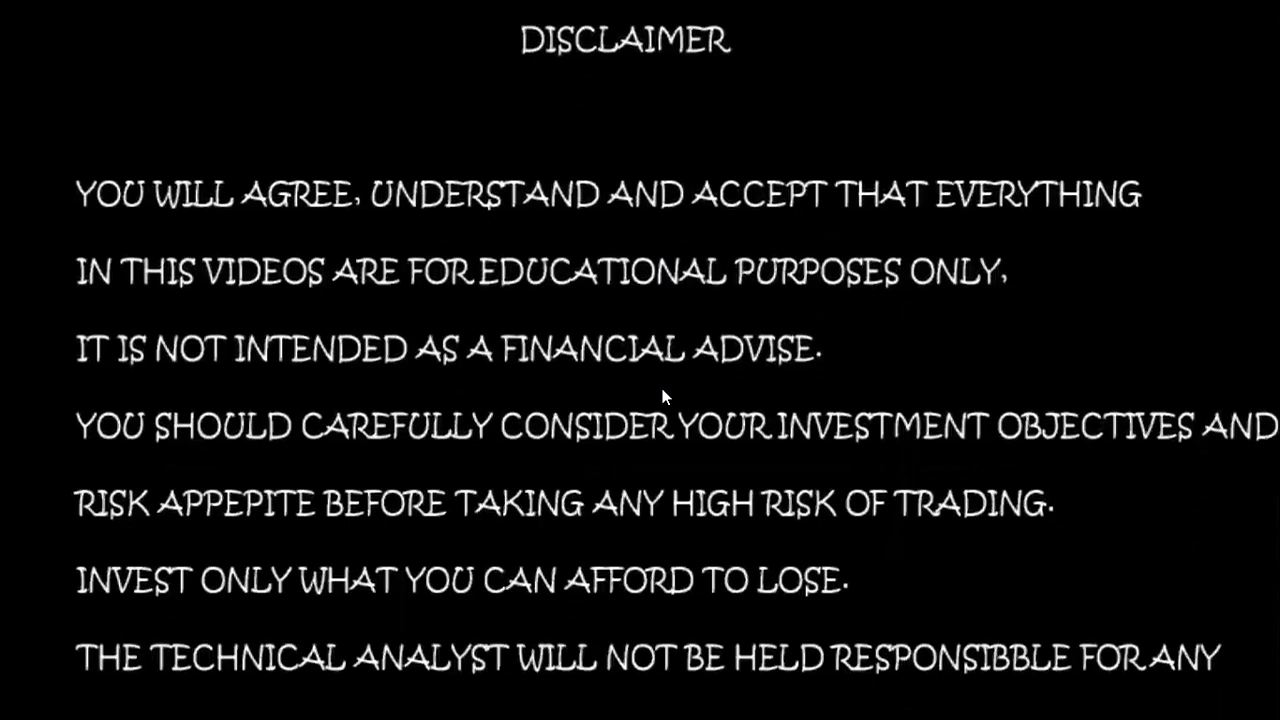 DISCLAIMER
YOU WILL AGREE, UNDERSTAND AND ACCEPT THAT EVERYTHING
IN THIS VIDEOS ARE FOR EDUCATIONAL PURPOSES ONLY,
IT IS NOT INTENDED AS A FINANCIAL ADVISE.
YOU SHOULD CAREFULLY CONSIDER YOUR INVESTMENT OBJECTIVES AND
RISK APPEPITE BEFORE TAKING ANY HIGH RISK OF TRADING.
INVEST ONLY WHAT YOU CAN AFFORD TO LOSE.
THE TECHNICAL ANALYST WILL NOT BE HELD RESPONSIBBLE FOR ANY